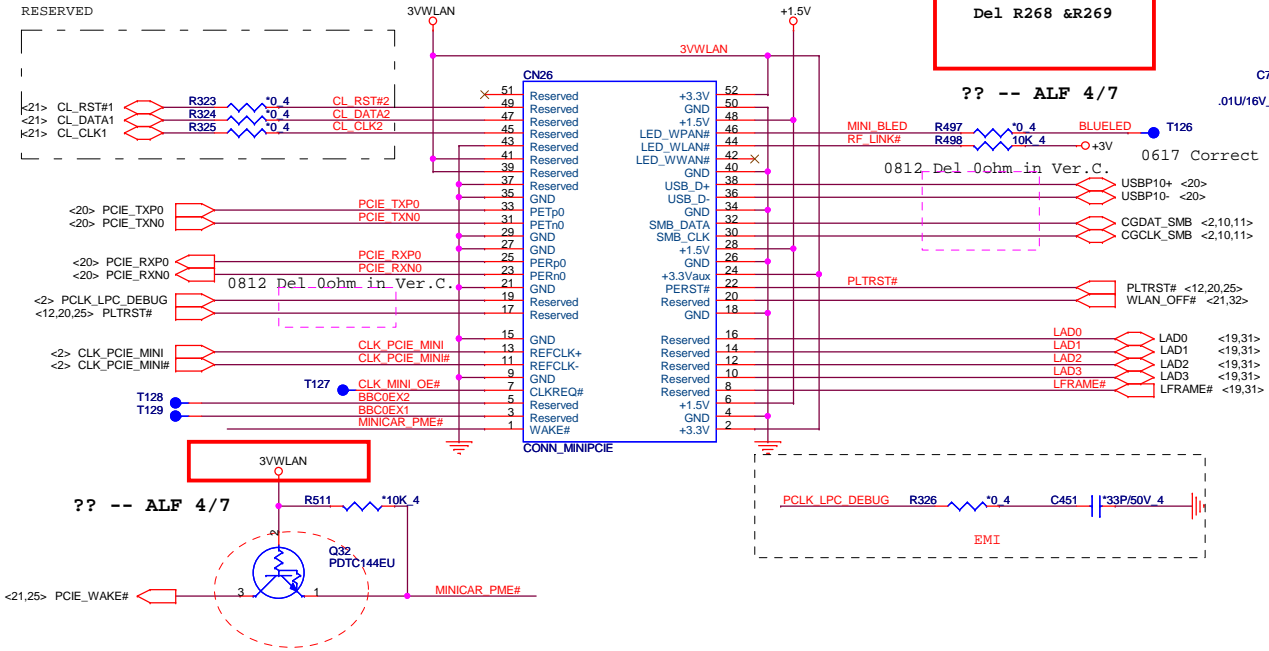 RESERVED
3VWLAN
+1.5V
Del R268 &R269
3VWLAN
C7
.01U/16V_
?? -- ALF 4/7
CN26
<21> CL_RST#1 R323 *0_4 CL_RST#2
<21> CL_DATA1 R324 *0_4 CL_DATA2
<21> CL_CLK1 R325 *0_4 CL_CLK2
51 Reserved
49 Reserved
47 Reserved
45 Reserved
43 Reserved
41 Reserved
39 Reserved
37 Reserved
35 GND
33 PETp0
31 PETn0
29 GND
27 GND
25 PERp0
23 PERn0
21 GND
19 Reserved
17 Reserved
15 GND
13 REFCLK+
11 REFCLK-
9 GND
7 CLKREQ#
5 Reserved
3 Reserved
1 WAKE#
+3.3V 52
GND 50
+1.5V 48
LED_WPAN# 46
LED_WLAN# 44
LED_WWAN# 42
GND 40
USB_D+ 38
USB_D- 36
GND 34
SMB_DATA 32
SMB_CLK 30
+1.5V 28
GND 26
+3.3Vaux 24
PERST# 22
Reserved 20
GND 18
Reserved 16
Reserved 14
Reserved 12
Reserved 10
Reserved 8
+1.5V 6
GND 4
+3.3V 2
CONN_MINIPCIE
MINI_BLED R497 *0_4 BLUELED T126
RF_LINK# R498 10K_4 +3V
0617 Correct
0812 Del 0ohm in Ver.C.
USBP10+ <20>
USBP10- <20>
CGDAT_SMB <2,10,11>
CGCLK_SMB <2,10,11>
PLTRST# PLTRST# <12,20,25>
WLAN_OFF# <21,32>
LAD0 LAD0 <19,31>
LAD1 LAD1 <19,31>
LAD2 LAD2 <19,31>
LAD3 LAD3 <19,31>
LFRAME# LFRAME# <19,31>
<20> PCIE_TXP0 PCIE_TXP0
<20> PCIE_TXN0 PCIE_TXN0
<20> PCIE_RXP0 PCIE_RXP0
<20> PCIE_RXN0 PCIE_RXN0
0812 Del 0ohm in Ver.C.
<2> PCLK_LPC_DEBUG
<12,20,25> PLTRST#
<2> CLK_PCIE_MINI CLK_PCIE_MINI
<2> CLK_PCIE_MINI# CLK_PCIE_MINI#
T127 CLK_MINI_OE#
T128 BBC0EX2
T129 BBC0EX1
MINICAR_PME#
3VWLAN
?? -- ALF 4/7
R511 *10K_4
2
Q32
PDTC144EU
<21,25> PCIE_WAKE# 3 1 MINICAR_PME#
PCLK_LPC_DEBUG R326 *0_4 C451 *33P/50V_4
EMI